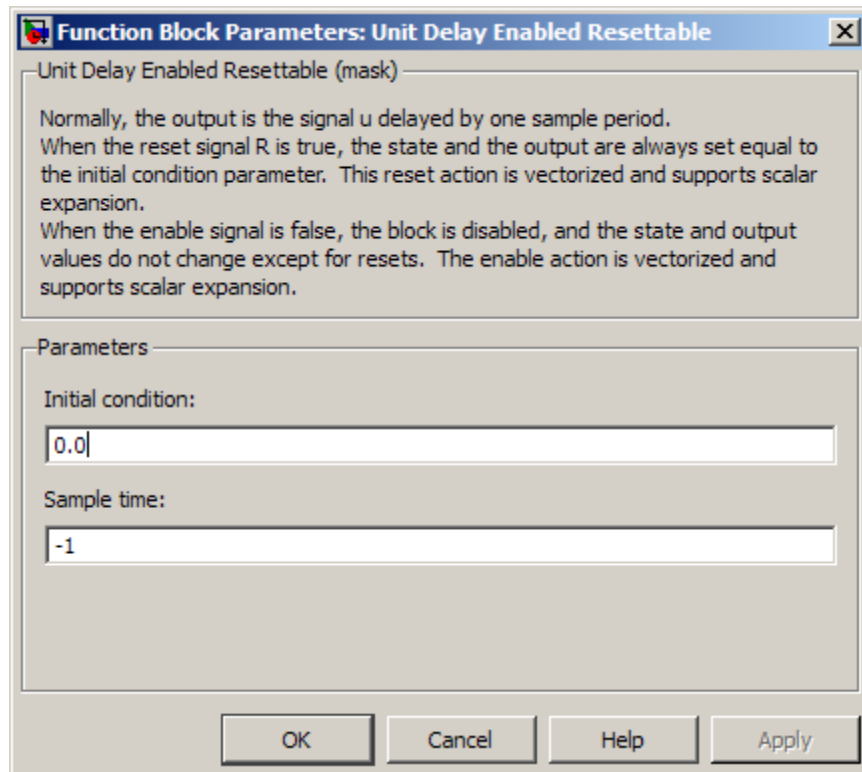 Function Block Parameters: Unit Delay Enabled Resettable
Unit Delay Enabled Resettable (mask)
Normally, the output is the signal u delayed by one sample period.
When the reset signal R is true, the state and the output are always set equal to
the initial condition parameter.  This reset action is vectorized and supports scalar
expansion.
When the enable signal is false, the block is disabled, and the state and output
values do not change except for resets.  The enable action is vectorized and
supports scalar expansion.
Parameters
Initial condition:
0.0
Sample time:
-1
OK Cancel Help Apply